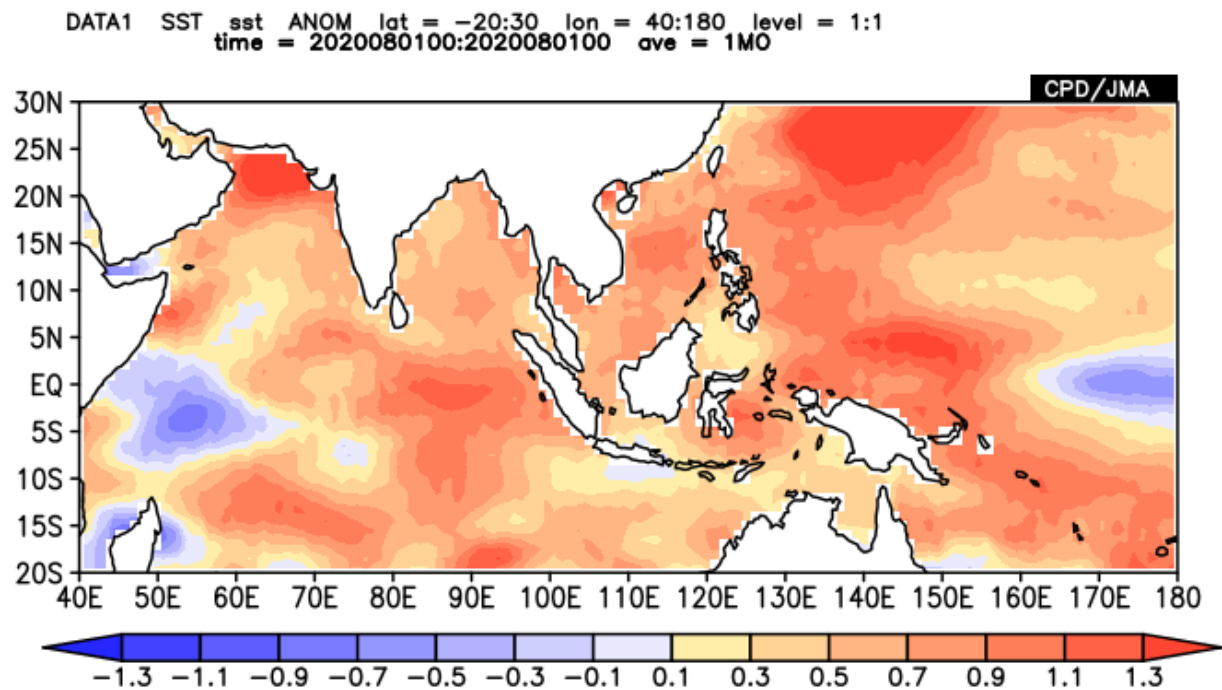 DATA1 SST sst ANOM lat = -20:30 lon = 40:180 level = 1:1
time = 2020080100:2020080100 ave = 1MO
CPD/JMA
30N
25N
20N
15N
10N
5N
EQ
5S
10S
15S
20S
40E 50E 60E 70E 80E 90E 100E 110E 120E 130E 140E 150E 160E 170E 180
-1.3 -1.1 -0.9 -0.7 -0.5 -0.3 -0.1 0.1 0.3 0.5 0.7 0.9 1.1 1.3